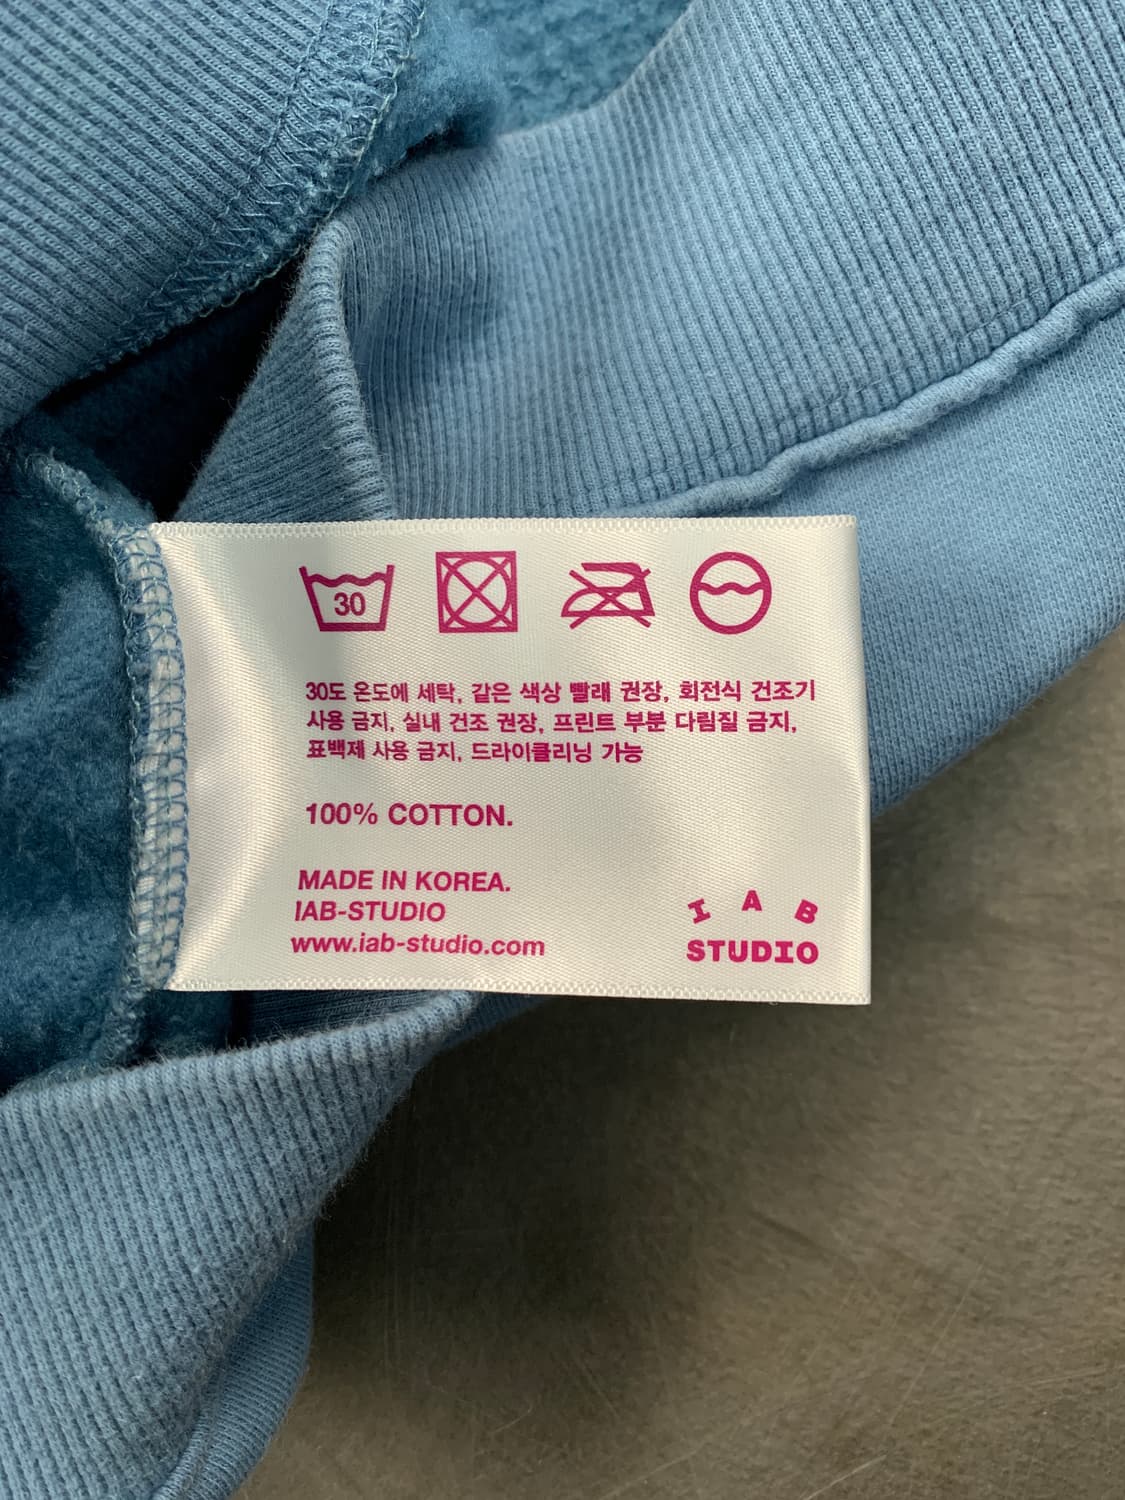 30
30도 온도에 세탁, 같은 색상 빨래 권장, 회전식 건조기
사용 금지, 실내 건조 권장, 프린트 부분 다림질 금지,
표백제 사용 금지, 드라이클리닝 가능
100% COTTON.
MADE IN KOREA.
IAB-STUDIO
www.iab-studio.com
I A B
STUDIO